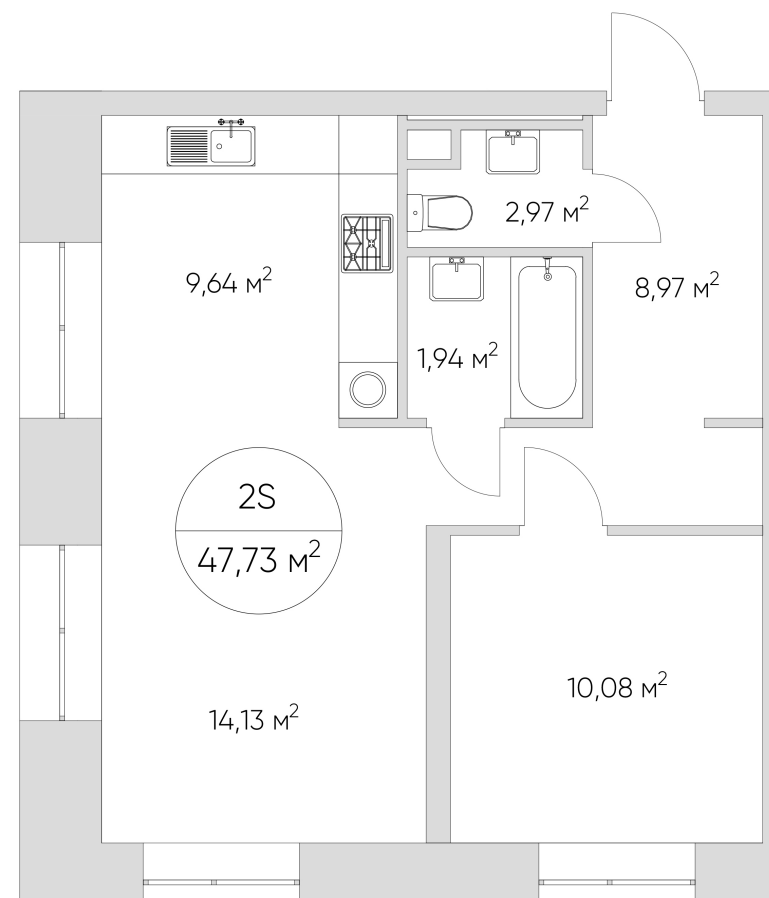 2,97 м²
9,64 м²
8,97 м²
1,94 м²
2S
47,73 м²
10,08 м²
14,13 м²